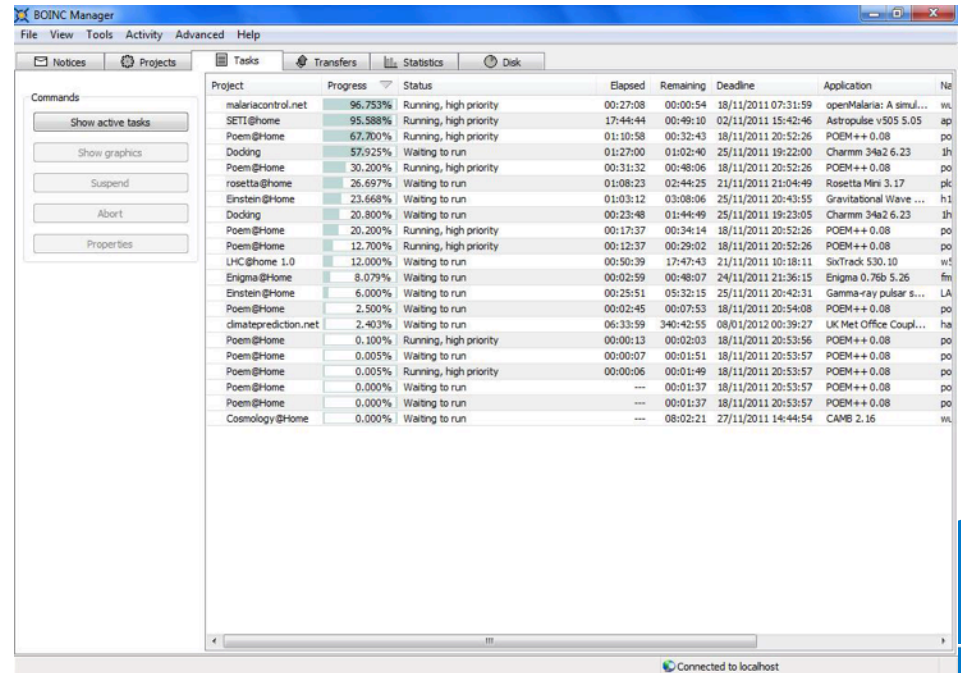 BOINC Manager
File View Tools Activity Advanced Help
Notices Projects Tasks Transfers Statistics Disk
Commands
Show active tasks
Show graphics
Suspend
Abort
Properties
Project Progress Status Elapsed Remaining Deadline Application Na
malariacontrol.net 96.753% Running, high priority 00:27:08 00:00:54 18/11/2011 07:31:59 openMalaria: A simul... wu
SETI@home 95.588% Running, high priority 17:44:44 00:49:10 02/11/2011 15:42:46 Astropulse v505 5.05 ap
Poem@Home 67.700% Running, high priority 01:10:58 00:32:43 18/11/2011 20:52:26 POEM++ 0.08 po
Docking 57.925% Waiting to run 01:27:00 01:02:40 25/11/2011 19:22:00 Charmm 34a2 6.23 1h
Poem@Home 30.200% Running, high priority 00:31:32 00:48:06 18/11/2011 20:52:26 POEM++ 0.08 po
rosetta@home 26.697% Waiting to run 01:08:23 02:44:25 21/11/2011 21:04:49 Rosetta Mini 3.17
Einstein@Home 23.668% Waiting to run 01:03:12 03:08:06 25/11/2011 20:43:55 Gravitational Wave ... h1
Docking 20.800% Waiting to run 00:23:48 01:44:49 25/11/2011 19:23:05 Charmm 34a2 6.23 1h
Poem@Home 20.200% Running, high priority 00:17:37 00:34:14 18/11/2011 20:52:26 POEM++ 0.08 po
Poem@Home 12.700% Running, high priority 00:12:37 00:29:02 18/11/2011 20:52:26 POEM++ 0.08 po
LHC@home 1.0 12.000% Waiting to run 00:50:39 17:47:43 21/11/2011 10:18:11 SixTrack 530.10
Enigma@Home 8.079% Waiting to run 00:02:59 00:48:07 24/11/2011 21:36:15 Enigma 0.76b 5.26 fm
Einstein@Home 6.000% Waiting to run 00:25:51 05:32:15 25/11/2011 20:42:31 Gamma-ray pulsar s... LA
Poem@Home 2.500% Waiting to run 00:02:45 00:07:53 18/11/2011 20:54:08 POEM++ 0.08 po
climateprediction.net 2.403% Waiting to run 06:33:59 340:42:55 08/01/2012 00:39:27 UK Met Office Coupl... ha
Poem@Home 0.100% Running, high priority 00:00:13 00:02:03 18/11/2011 20:53:56 POEM++ 0.08 po
Poem@Home 0.005% Waiting to run 00:00:07 00:01:51 18/11/2011 20:53:57 POEM++ 0.08 po
Poem@Home 0.005% Running, high priority 00:00:06 00:01:49 18/11/2011 20:53:57 POEM++ 0.08 po
Poem@Home 0.000% Waiting to run --- 00:01:37 18/11/2011 20:53:57 POEM++ 0.08 po
Poem@Home 0.000% Waiting to run --- 00:01:37 18/11/2011 20:53:57 POEM++ 0.08 po
Cosmology@Home 0.000% Waiting to run --- 08:02:21 27/11/2011 14:44:54 CAMB 2.16 wu
Connected to localhost